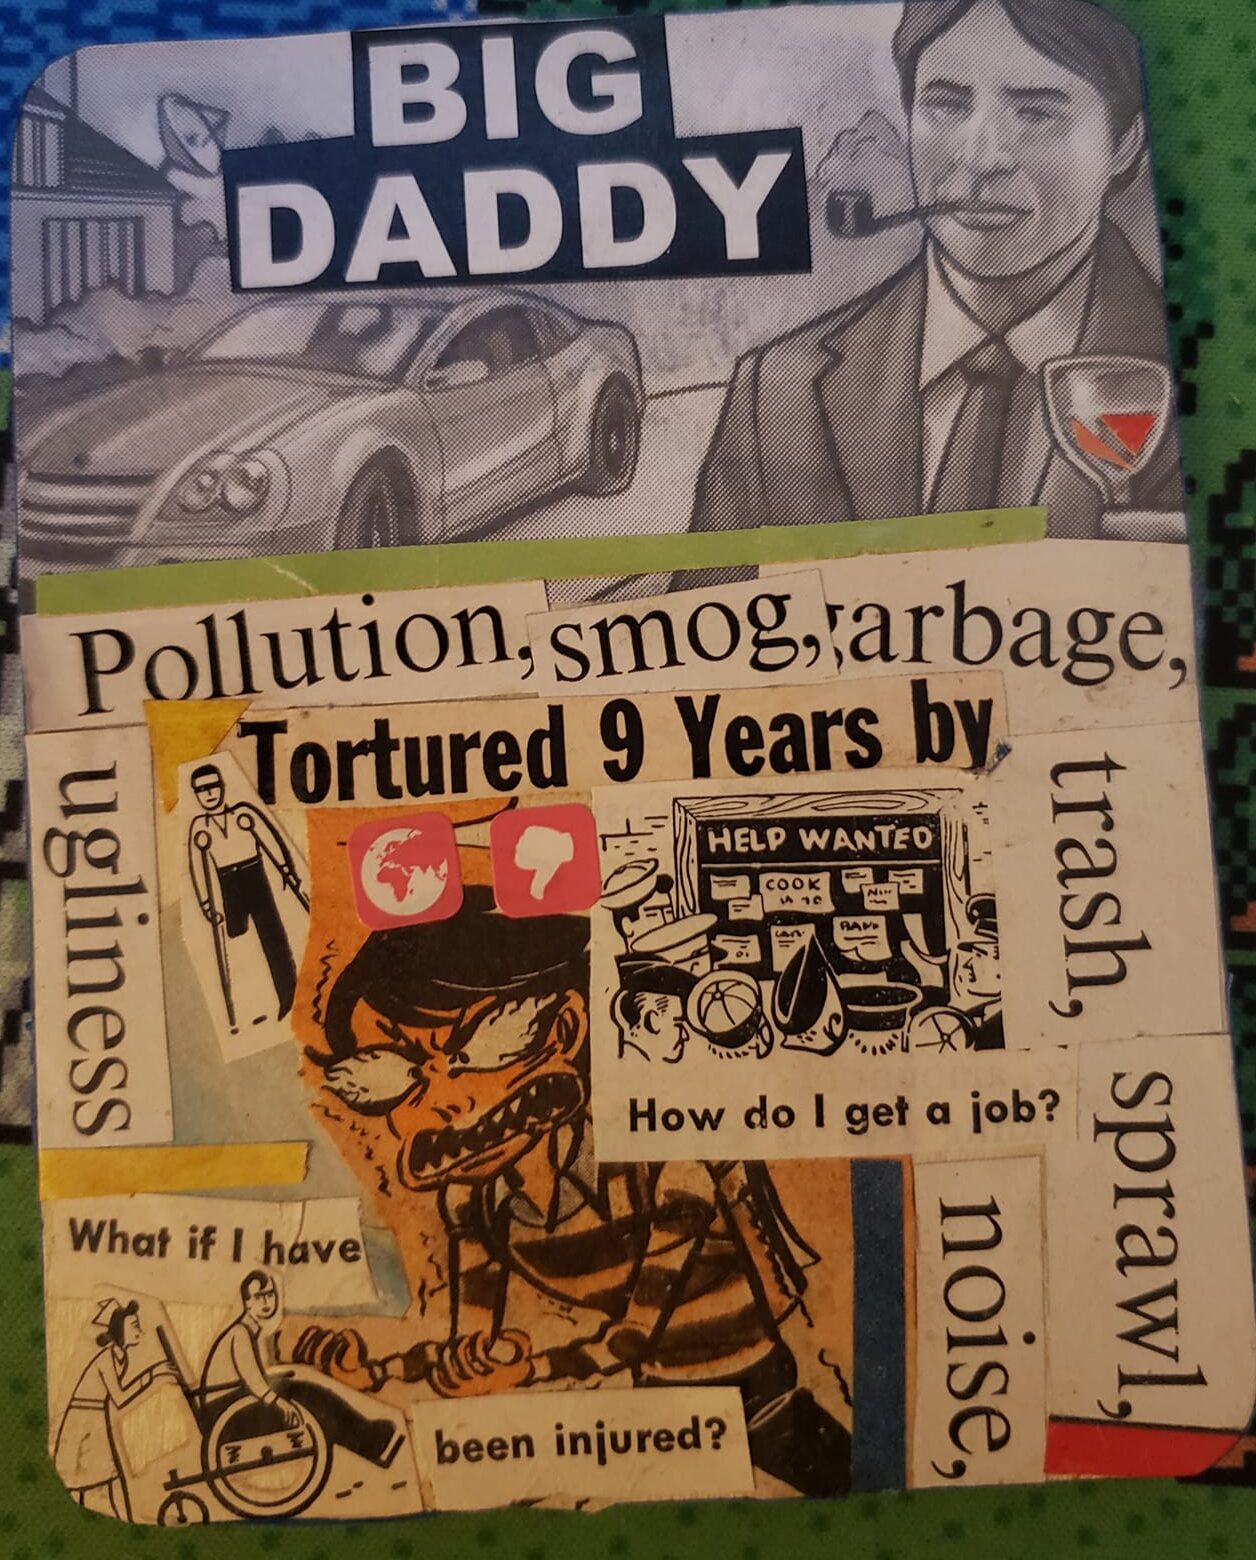 BIG
DADDY
Pollution, smog, garbage,
trash,
sprawl,
noise,
ugliness
Tortured 9 Years by
HELP WANTED
COOK
How do I get a job?
What if I have
been injured?